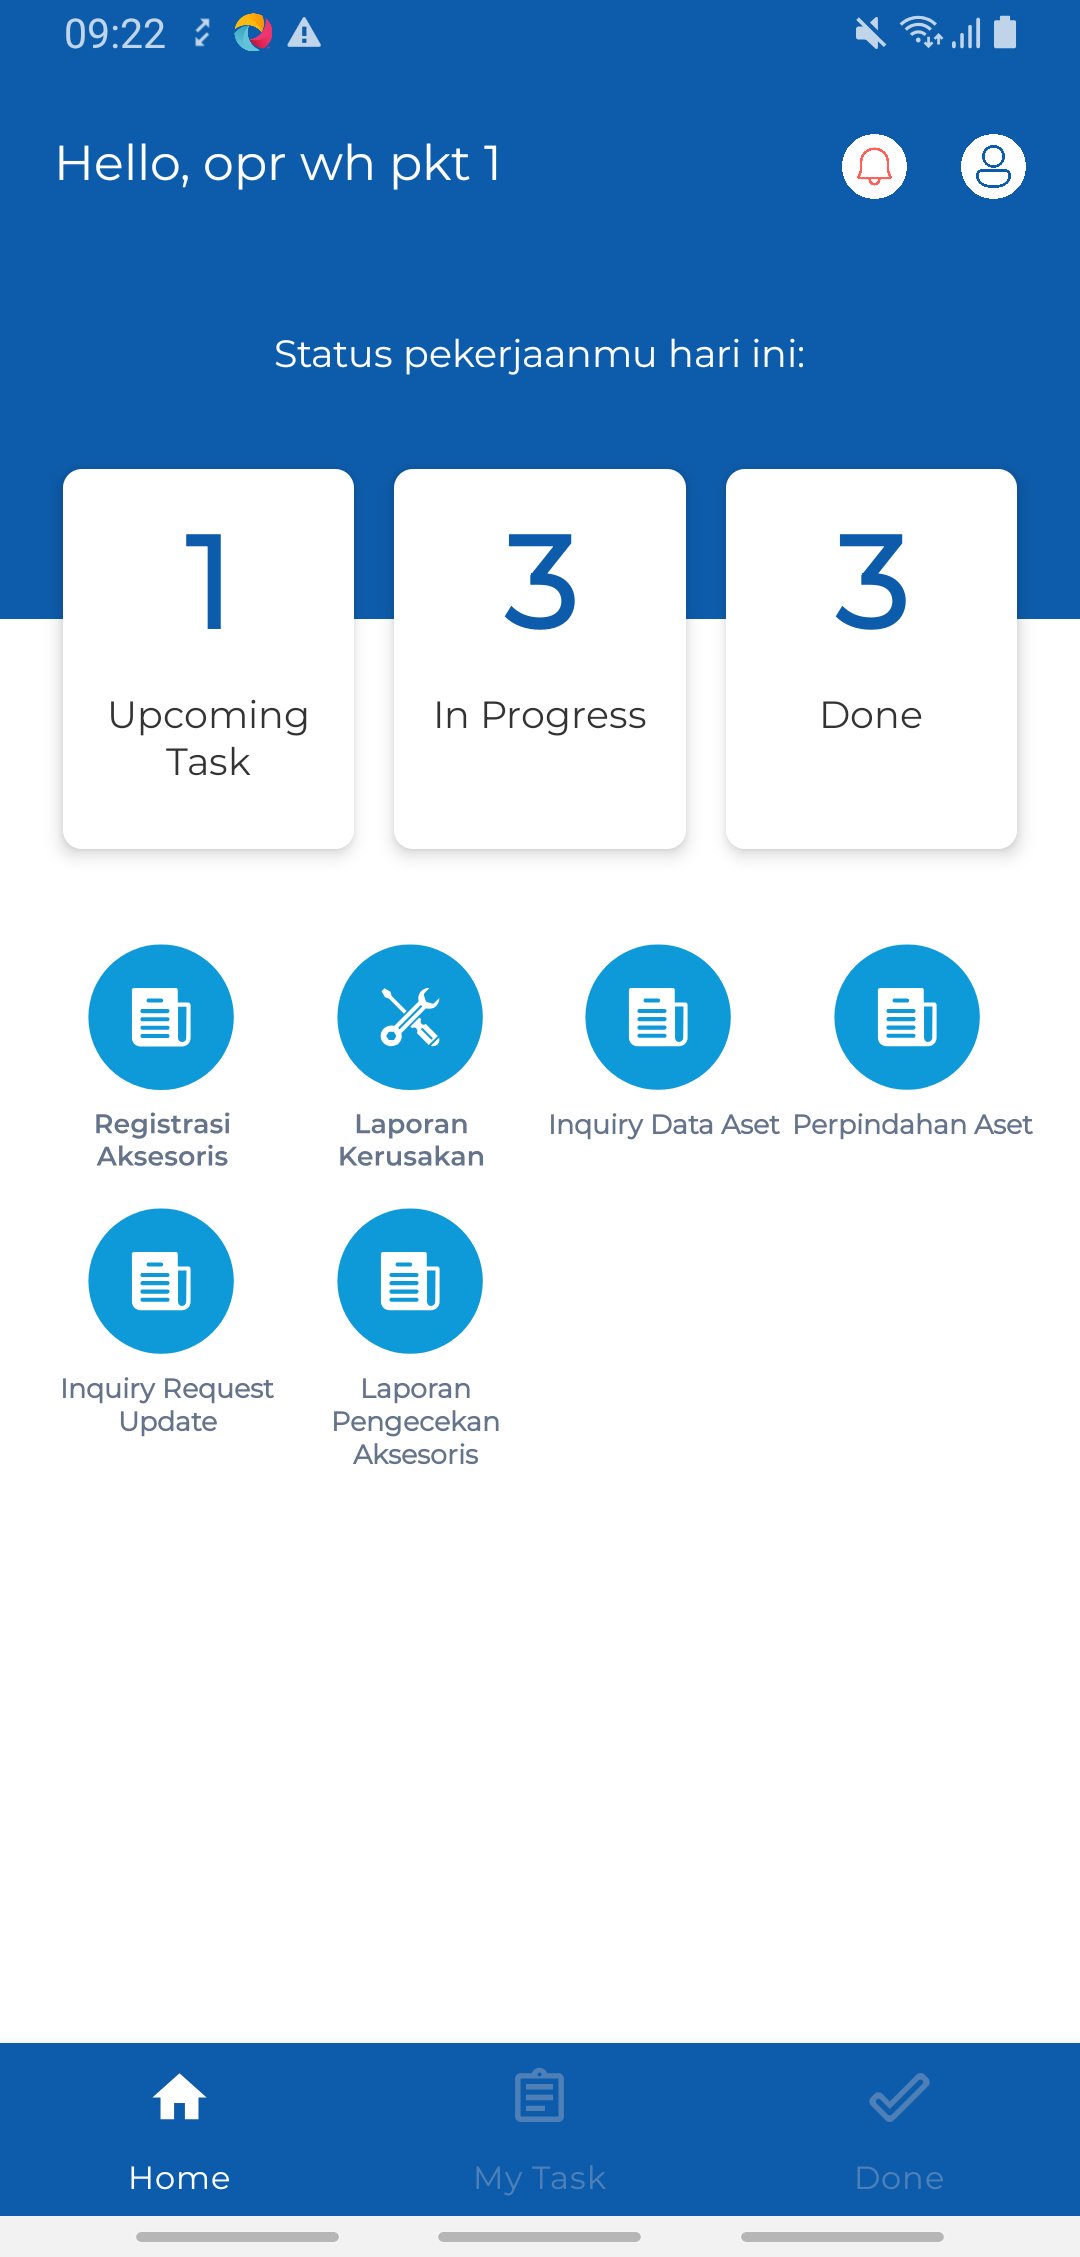 09:22
Hello, opr wh pkt 1
Status pekerjaanmu hari ini:
1
Upcoming
Task
3
In Progress
3
Done
Registrasi
Aksesoris
Laporan
Kerusakan
Inquiry Data Aset
Perpindahan Aset
Inquiry Request
Update
Laporan
Pengecekan
Aksesoris
Home
My Task
Done